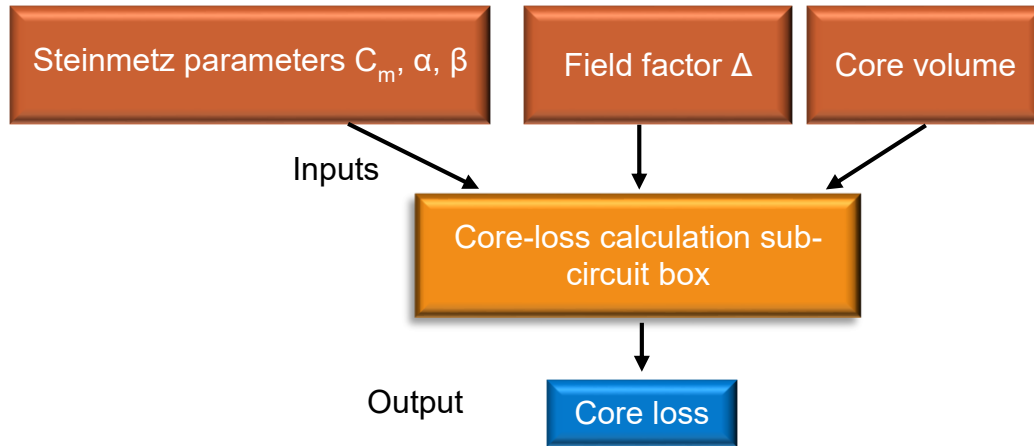 Steinmetz parameters Cm, α, β
Field factor Δ
Core volume
Inputs
Core-loss calculation sub-
circuit box
Output
Core loss